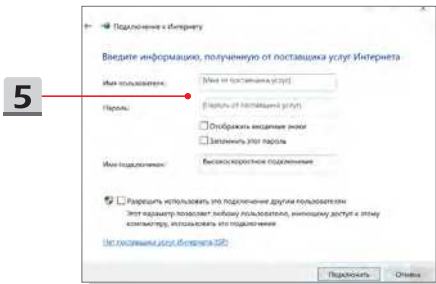 Подключение к Интернету
Введите информацию, полученную от поставщика услуг Интернета
5
Имя пользователя:
[Имя от поставщика услуг]
Пароль:
[Пароль от поставщика услуг]
Отображать вводимые знаки
Запомнить этот пароль
Имя подключения:
Высокоскоростное подключение
Разрешить использовать это подключение другим пользователям
Этот параметр позволяет любому пользователю, имеющему доступ к этому
компьютеру, использовать это подключение
Нет поставщика услуг Интернета (ISP)
Подключить
Отмена